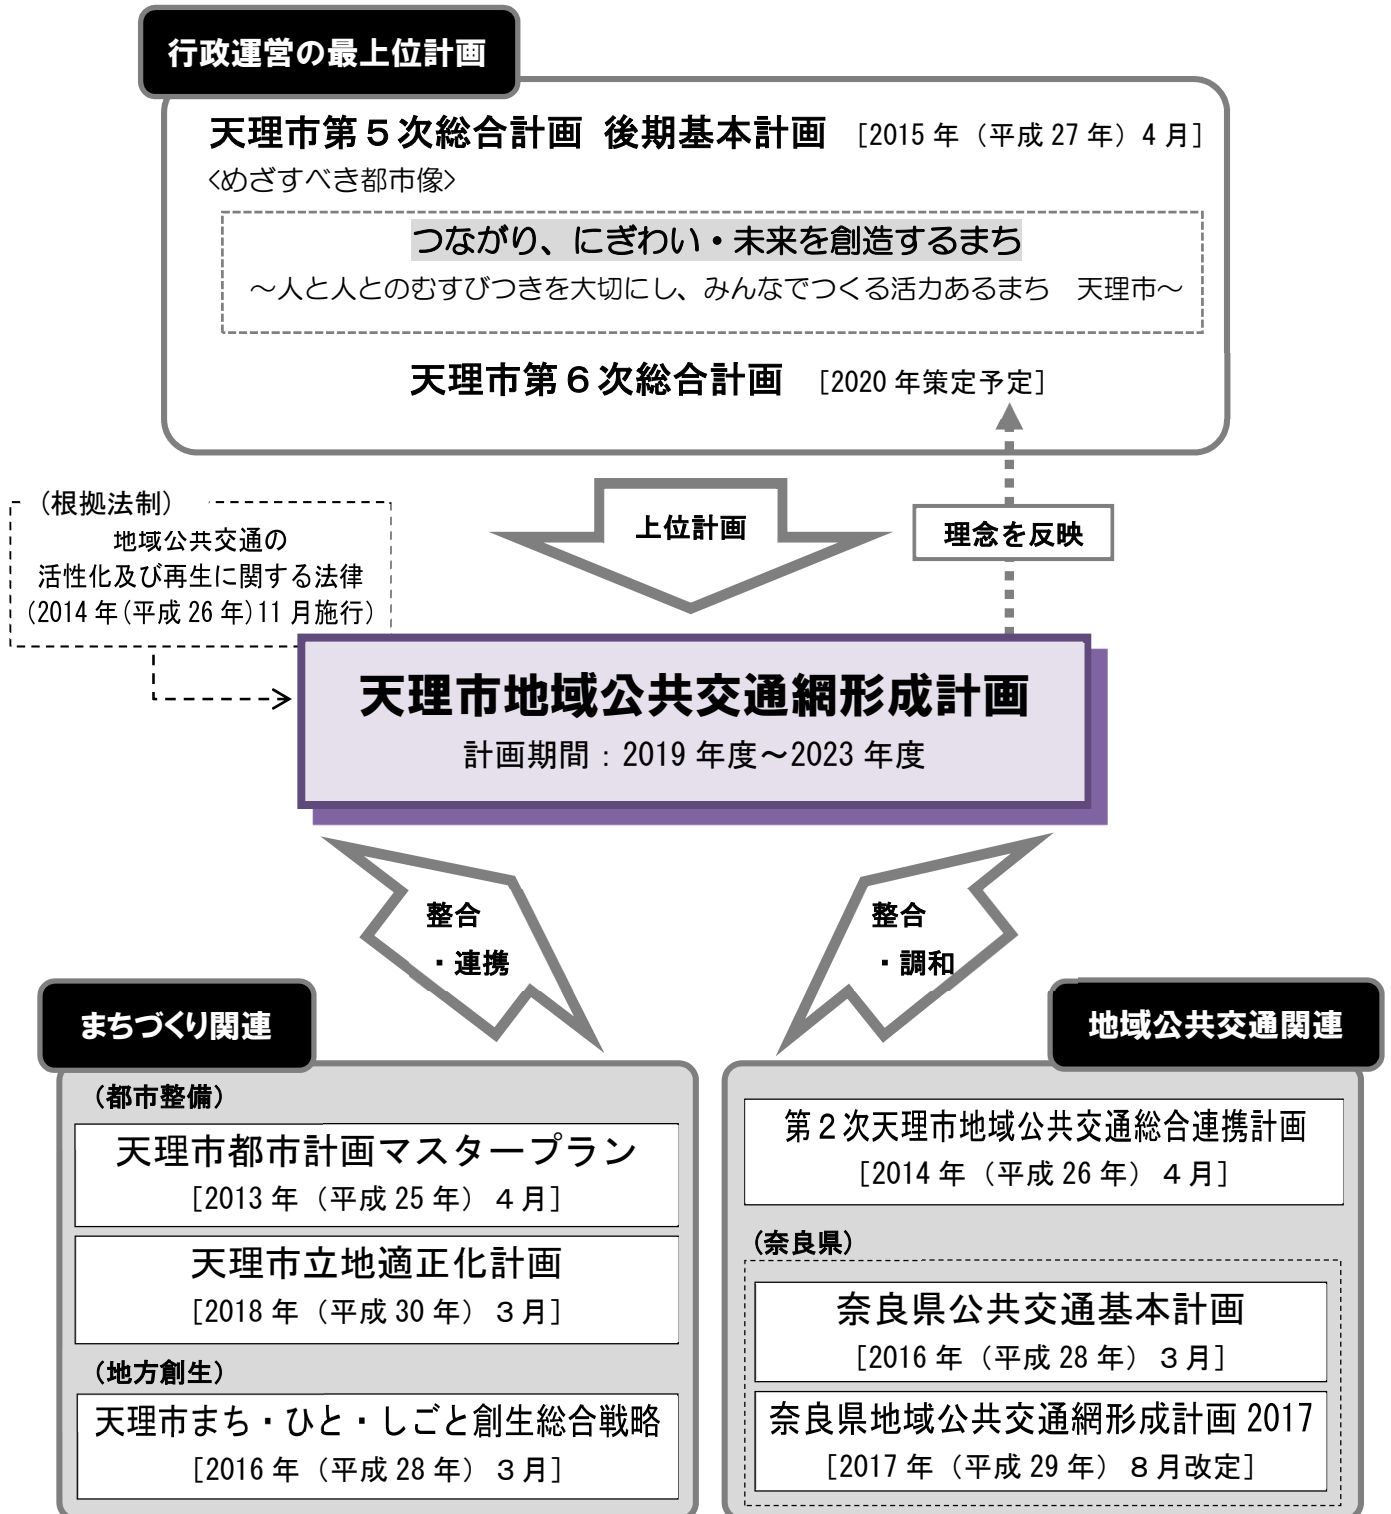 行政運営の最上位計画
天理市第５次総合計画 後期基本計画 [2015 年（平成 27 年）4 月]
<めざすべき都市像>
つながり、にぎわい・未来を創造するまち
～人と人とのむすびつきを大切にし、みんなでつくる活力あるまち　天理市～
天理市第６次総合計画 [2020 年策定予定]
上位計画
理念を反映
（根拠法制）
地域公共交通の
活性化及び再生に関する法律
（2014 年（平成 26 年）11 月施行）
天理市地域公共交通網形成計画
計画期間：2019 年度～2023 年度
整合
・連携
整合
・調和
まちづくり関連
（都市整備）
天理市都市計画マスタープラン
[2013 年（平成 25 年）４月]
天理市立地適正化計画
[2018 年（平成 30 年）３月]
（地方創生）
天理市まち・ひと・しごと創生総合戦略
[2016 年（平成 28 年）３月]
地域公共交通関連
第２次天理市地域公共交通総合連携計画
[2014 年（平成 26 年）４月]
（奈良県）
奈良県公共交通基本計画
[2016 年（平成 28 年）３月]
奈良県地域公共交通網形成計画 2017
[2017 年（平成 29 年）８月改定]